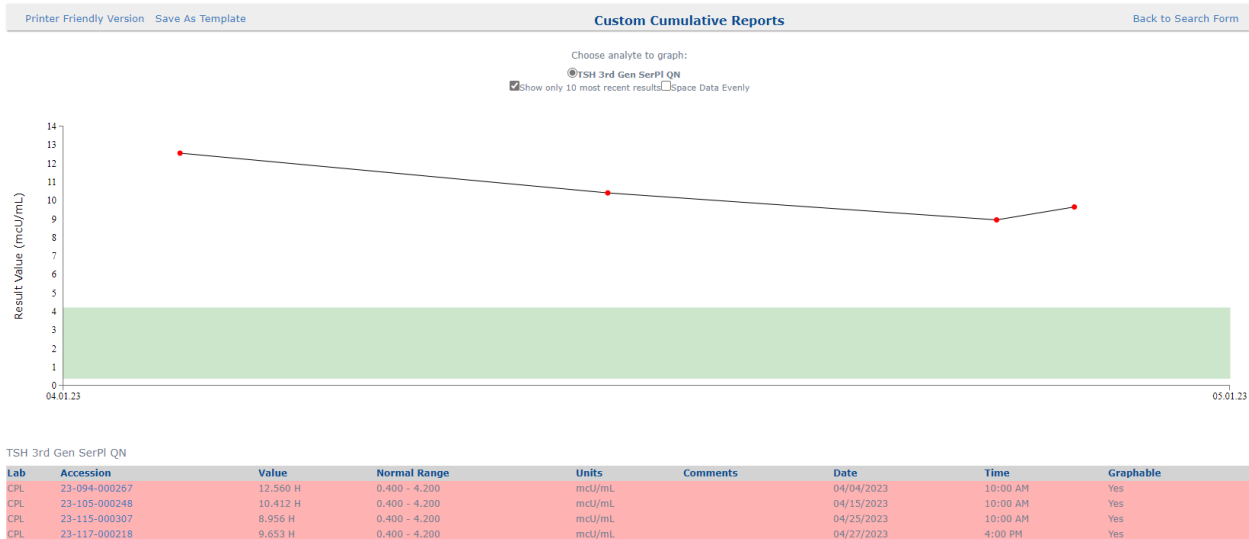 Printer Friendly Version Save As Template Custom Cumulative Reports Back to Search Form
Choose analyte to graph:
TSH 3rd Gen SerPl QN
Show only 10 most recent results Space Data Evenly
Result Value (mcU/mL)
14
13
12
11
10
9
8
7
6
5
4
3
2
1
0
04.01.23 05.01.23
TSH 3rd Gen SerPl QN
Lab Accession Value Normal Range Units Comments Date Time Graphable
CPL 23-094-000267 12.560 H 0.400 - 4.200 mcU/mL 04/04/2023 10:00 AM Yes
CPL 23-105-000248 10.412 H 0.400 - 4.200 mcU/mL 04/15/2023 10:00 AM Yes
CPL 23-115-000307 8.956 H 0.400 - 4.200 mcU/mL 04/25/2023 10:00 AM Yes
CPL 23-117-000218 9.653 H 0.400 - 4.200 mcU/mL 04/27/2023 4:00 PM Yes